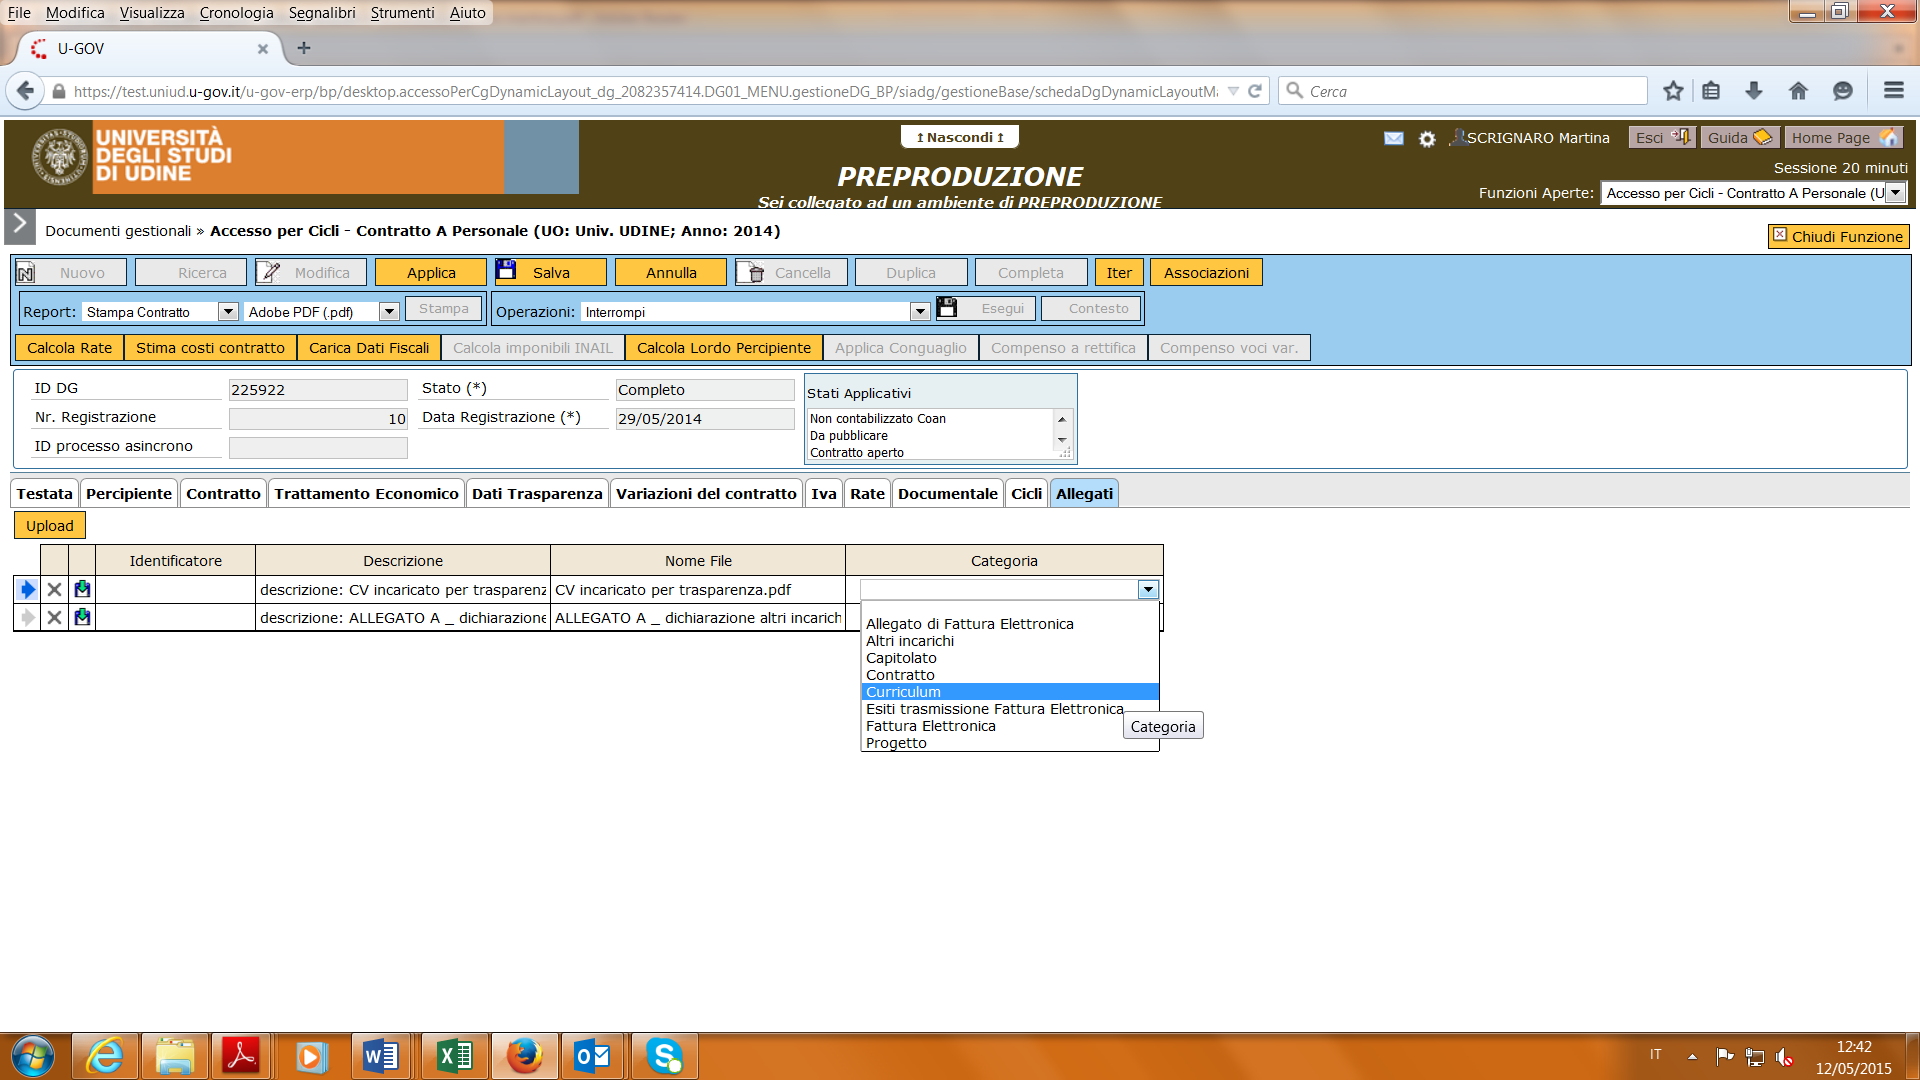 File Modifica Visualizza Cronologia Segnalibri Strumenti Aiuto
U-GOV
https://test.uniud.u-gov.it/u-gov-erp/bp/desktop.accessoPerCgDynamicLayout_dg_2082357414.DG01_MENU.gestioneDG_BP/siadg/gestioneBase/schedaDgDynamicLayoutMa
Cerca
UNIVERSITÀ
DEGLI STUDI
DI UDINE
↥ Nascondi ↥
SCRIGNARO Martina Esci Guida Home Page
PREPRODUZIONE
Sessione 20 minuti
Sei collegato ad un ambiente di PREPRODUZIONE
Funzioni Aperte: Accesso per Cicli - Contratto A Personale (U
Documenti gestionali » Accesso per Cicli - Contratto A Personale (UO: Univ. UDINE; Anno: 2014)
Chiudi Funzione
Nuovo Ricerca Modifica Applica Salva Annulla Cancella Duplica Completa Iter Associazioni
Report: Stampa Contratto Adobe PDF (.pdf) Stampa Operazioni: Interrompi Esegui Contesto
Calcola Rate Stima costi contratto Carica Dati Fiscali Calcola imponibili INAIL Calcola Lordo Percipiente Applica Conguaglio Compenso a rettifica Compenso voci var.
ID DG 225922 Stato (*) Completo
Nr. Registrazione 10 Data Registrazione (*) 29/05/2014
ID processo asincrono
Stati Applicativi
Non contabilizzato Coan
Da pubblicare
Contratto aperto
Testata Percipiente Contratto Trattamento Economico Dati Trasparenza Variazioni del contratto Iva Rate Documentale Cicli Allegati
Upload
Identificatore Descrizione Nome File Categoria
descrizione: CV incaricato per trasparenz CV incaricato per trasparenza.pdf
descrizione: ALLEGATO A _ dichiarazione ALLEGATO A _ dichiarazione altri incarich
Allegato di Fattura Elettronica
Altri incarichi
Capitolato
Contratto
Curriculum
Esiti trasmissione Fattura Elettronica
Fattura Elettronica
Progetto
Categoria
IT
12:42
12/05/2015